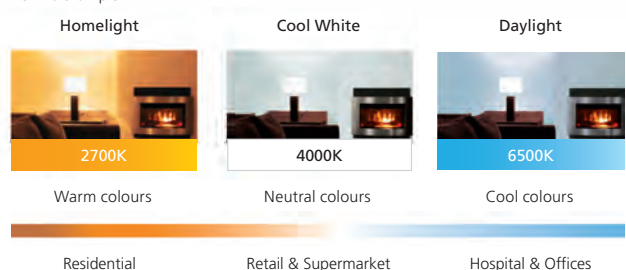 Homelight Cool White Daylight
2700K 4000K 6500K
Warm colours Neutral colours Cool colours
Residential Retail & Supermarket Hospital & Offices